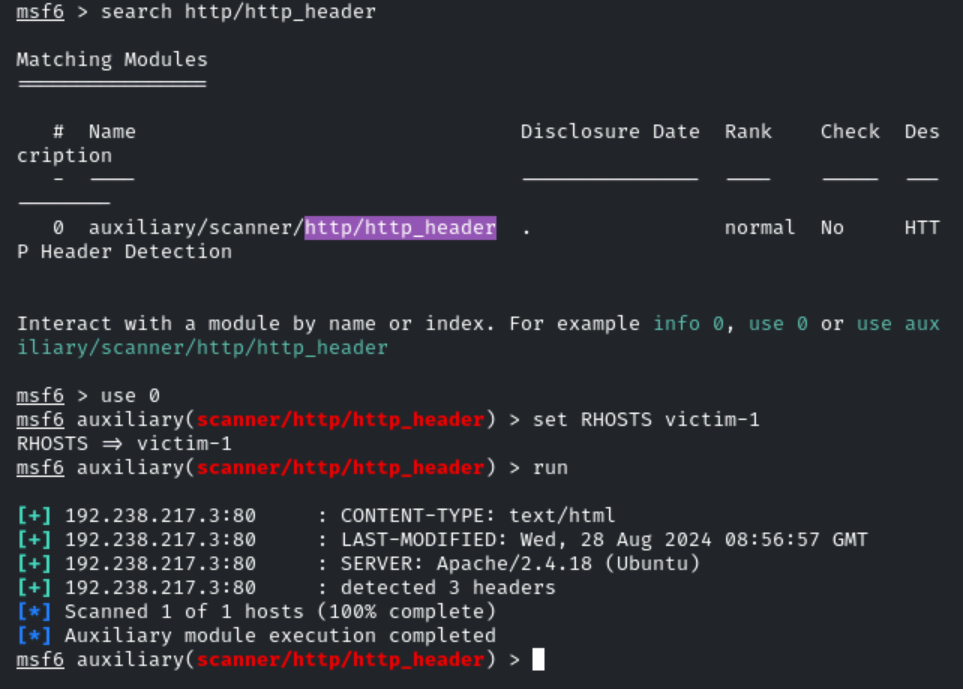 msf6 > search http/http_header
Matching Modules
================
# Name Disclosure Date Rank Check Des
cription
- ---- --------------- ---- ----- ---
--------
0 auxiliary/scanner/http/http_header . normal No HTT
P Header Detection
Interact with a module by name or index. For example info 0, use 0 or use aux
iliary/scanner/http/http_header
msf6 > use 0
msf6 auxiliary(scanner/http/http_header) > set RHOSTS victim-1
RHOSTS => victim-1
msf6 auxiliary(scanner/http/http_header) > run
[+] 192.238.217.3:80 : CONTENT-TYPE: text/html
[+] 192.238.217.3:80 : LAST-MODIFIED: Wed, 28 Aug 2024 08:56:57 GMT
[+] 192.238.217.3:80 : SERVER: Apache/2.4.18 (Ubuntu)
[+] 192.238.217.3:80 : detected 3 headers
[*] Scanned 1 of 1 hosts (100% complete)
[*] Auxiliary module execution completed
msf6 auxiliary(scanner/http/http_header) >